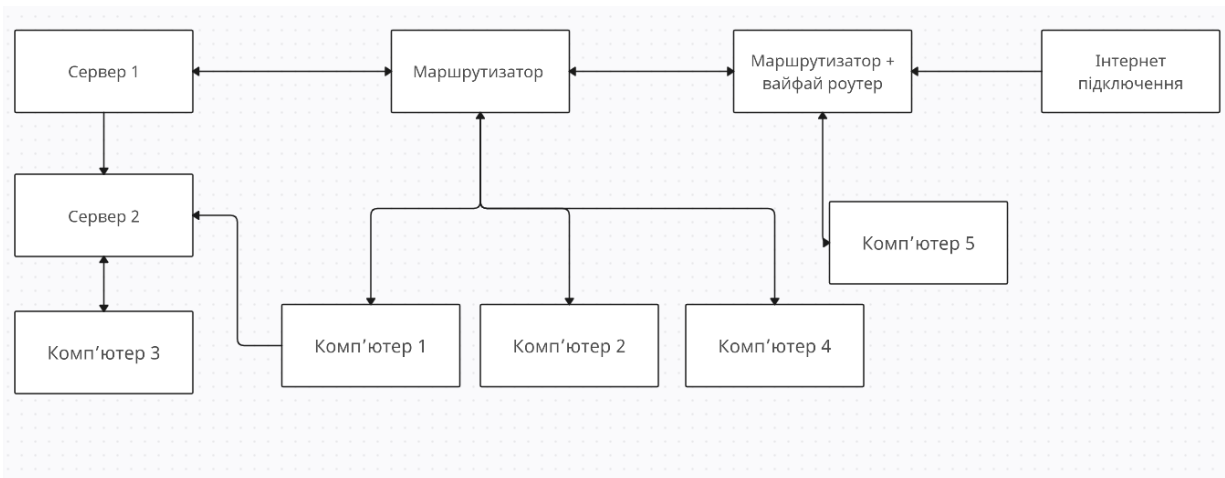 Сервер 1
Маршрутизатор
Маршрутизатор +
вайфай роутер
Інтернет
підключення
Сервер 2
Комп’ютер 5
Комп’ютер 3
Комп’ютер 1
Комп’ютер 2
Комп’ютер 4